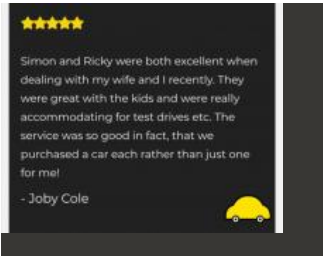 Simon and Ricky were both excellent when
dealing with my wife and I recently. They
were great with the kids and were really
accommodating for test drives etc. The
service was so good in fact, that we
purchased a car each rather than just one
for me!
- Joby Cole